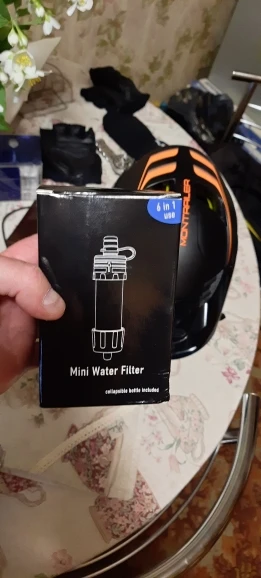 6 in 1
use
MONTRAILER
Mini Water Filter
collapsible bottle included